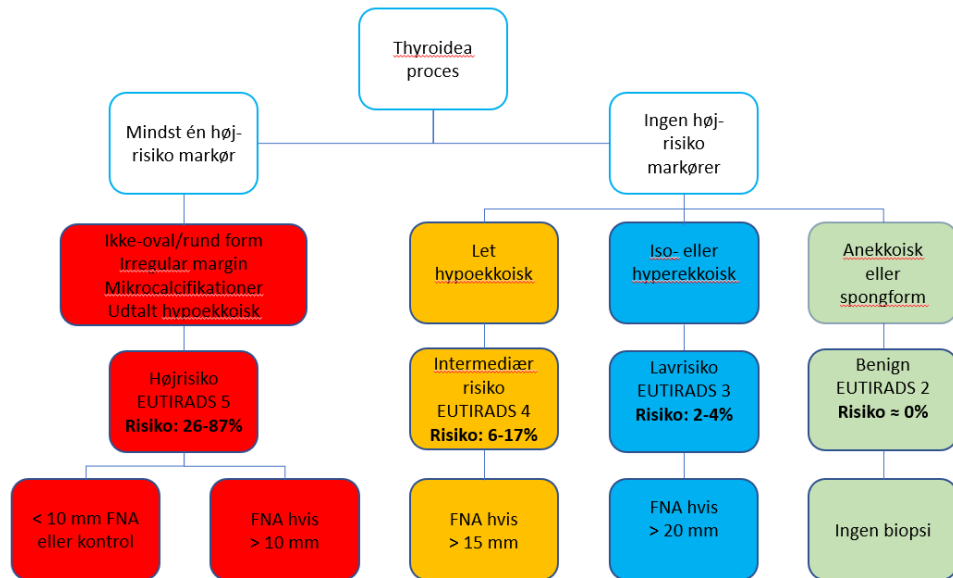 Thyroidea
proces
Mindst én høj-
risiko markør
Ingen høj-
risiko
markører
Ikke-oval/rund form
Irregular margin
Mikrocalcifikationer
Udtalt hypoekkoisk
Let
hypoekkoisk
Iso- eller
hyperekkoisk
Anekkoisk
eller
spongform
Højrisiko
EUTIRADS 5
Risiko: 26-87%
Intermediær
risiko
EUTIRADS 4
Risiko: 6-17%
Lavrisiko
EUTIRADS 3
Risiko: 2-4%
Benign
EUTIRADS 2
Risiko ≈ 0%
< 10 mm FNA
eller kontrol
FNA hvis
> 10 mm
FNA hvis
> 15 mm
FNA hvis
> 20 mm
Ingen biopsi